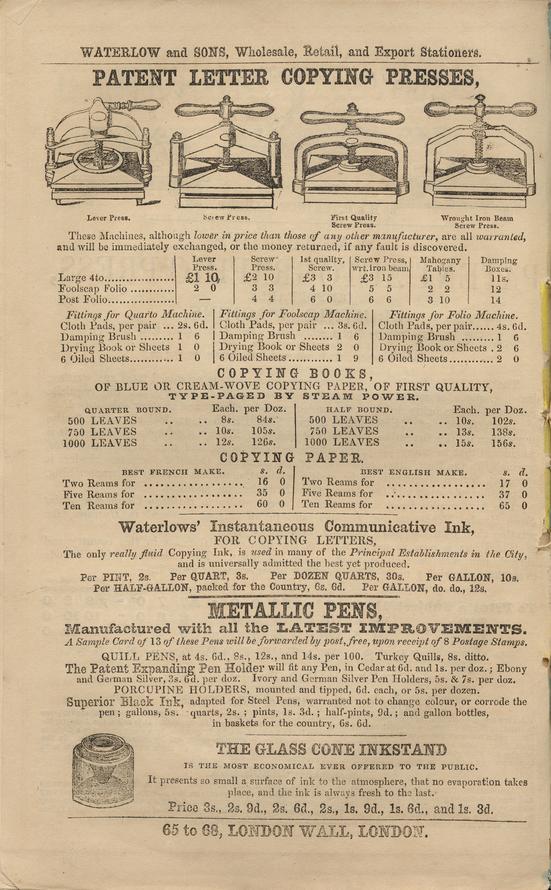 WATERLOW and SONS, Wholesale, Retail, and Export Stationers.
PATENT LETTER COPYING PRESSES,
Lever Press.
Screw Press.
First Quality Screw Press.
Wrought Iron Beam Screw Press.
These Machines, although lower in price than those of any other manufacturer, are all warranted,
and will be immediately exchanged, or the money returned, if any fault is discovered.
Lever Press. Screw Press. 1st quality, Screw. Screw Press, wrt. iron beam. Mahogany Tables. Damping Boxes.
Large 4to............... £1 10 £2 10 £3 3 £3 15 £1 5 11s.
Foolscap Folio .......... 2 0 3 3 4 10 5 5 2 2 12
Post Folio............... — 4 4 6 0 6 6 3 10 14
Fittings for Quarto Machine.
Cloth Pads, per pair ... 2s. 6d.
Damping Brush ......... 1 6
Drying Book or Sheets 1 0
6 Oiled Sheets........... 1 0
Fittings for Foolscap Machine.
Cloth Pads, per pair ... 3s. 6d.
Damping Brush ........ 1 6
Drying Book or Sheets 2 0
6 Oiled Sheets ......... 1 9
Fittings for Folio Machine.
Cloth Pads, per pair...... 4s. 6d.
Damping Brush ......... 1 6
Drying Book or Sheets . 2 6
6 Oiled Sheets............ 2 0
COPYING BOOKS,
OF BLUE OR CREAM-WOVE COPYING PAPER, OF FIRST QUALITY,
TYPE-PAGED BY STEAM POWER.
QUARTER BOUND. Each. per Doz.
500 LEAVES .. .. 8s. 84s.
750 LEAVES .. .. 10s. 105s.
1000 LEAVES .. .. 12s. 126s.
HALF BOUND. Each. per Doz.
500 LEAVES .. .. 10s. 102s.
750 LEAVES .. .. 13s. 138s.
1000 LEAVES .. .. 15s. 156s.
COPYING PAPER.
BEST FRENCH MAKE. s. d.
Two Reams for .................. 16 0
Five Reams for .................. 35 0
Ten Reams for .................. 60 0
BEST ENGLISH MAKE. s. d.
Two Reams for .................. 17 0
Five Reams for .................. 37 0
Ten Reams for .................. 65 0
Waterlows' Instantaneous Communicative Ink,
FOR COPYING LETTERS,
The only really fluid Copying Ink, is used in many of the Principal Establishments in the City,
and is universally admitted the best yet produced.
Per PINT, 2s. Per QUART, 3s. Per DOZEN QUARTS, 30s. Per GALLON, 10s.
Per HALF-GALLON, packed for the Country, 6s. 6d. Per GALLON, do. do., 12s.
METALLIC PENS,
Manufactured with all the LATEST IMPROVEMENTS.
A Sample Card of 13 of these Pens will be forwarded by post, free, upon receipt of 8 Postage Stamps.
QUILL PENS, at 4s. 6d., 8s., 12s., and 14s. per 100. Turkey Quills, 8s. ditto.
The Patent Expanding Pen Holder will fit any Pen, in Cedar at 6d. and 1s. per doz.; Ebony
and German Silver, 3s. 6d. per doz. Ivory and German Silver Pen Holders, 5s. & 7s. per doz.
PORCUPINE HOLDERS, mounted and tipped, 6d. each, or 5s. per dozen.
Superior Black Ink, adapted for Steel Pens, warranted not to change colour, or corrode the
pen; gallons, 5s. quarts, 2s.; pints, 1s. 3d.; half-pints, 9d.; and gallon bottles,
in baskets for the country, 6s. 6d.
THE GLASS CONE INKSTAND
IS THE MOST ECONOMICAL EVER OFFERED TO THE PUBLIC.
It presents so small a surface of ink to the atmosphere, that no evaporation takes
place, and the ink is always fresh to the last.
Price 3s., 2s. 9d., 2s. 6d., 2s., 1s. 9d., 1s. 6d., and 1s. 3d.
65 to 68, LONDON WALL, LONDON.